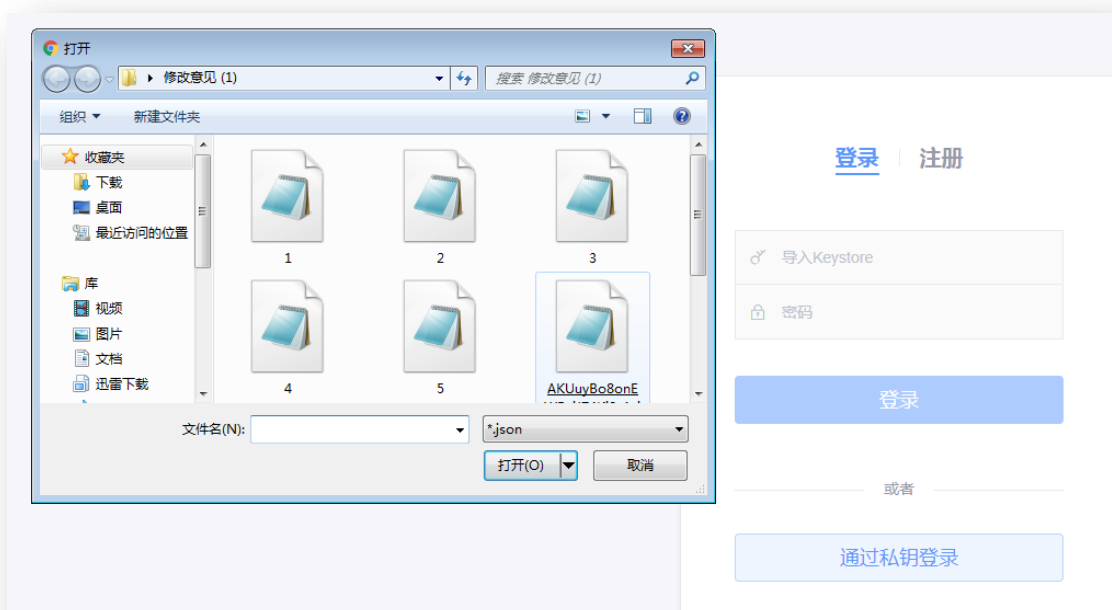 打开
修改意见 (1)
搜索 修改意见 (1)
组织
新建文件夹
收藏夹
下载
桌面
最近访问的位置
库
视频
图片
文档
迅雷下载
1
2
3
4
5
AKUuyBo8onE
文件名(N):
*.json
打开(O)
取消
登录
注册
导入Keystore
密码
登录
或者
通过私钥登录